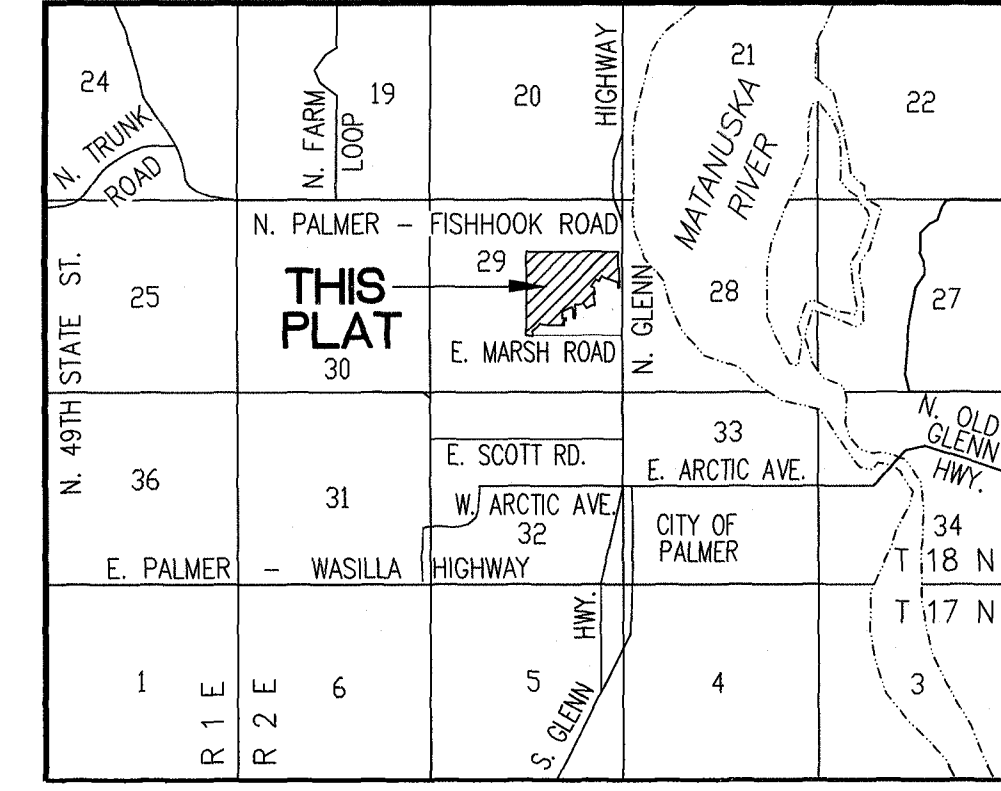 24
N. TRUNK
ROAD
N. FARM
LOOP
19
20
HIGHWAY
21
MATANUSKA
RIVER
22
N. PALMER – FISHHOOK ROAD
N. 49TH STATE ST.
25
THIS
PLAT
30
29
E. MARSH ROAD
N. GLENN
28
27
36
31
E. SCOTT RD.
W. ARCTIC AVE.
32
33
E. ARCTIC AVE.
CITY OF
PALMER
N. OLD
GLENN
HWY.
34
T 18 N
E. PALMER – WASILLA HIGHWAY
T 17 N
1
R 1 E
R 2 E
6
5
HWY.
S. GLENN
4
3